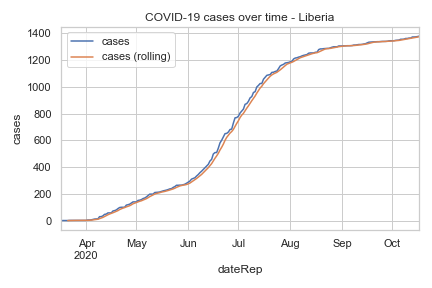 COVID-19 cases over time - Liberia
cases
cases (rolling)
1400
1200
1000
800
600
400
200
0
cases
Apr
2020
May
Jun
Jul
Aug
Sep
Oct
dateRep